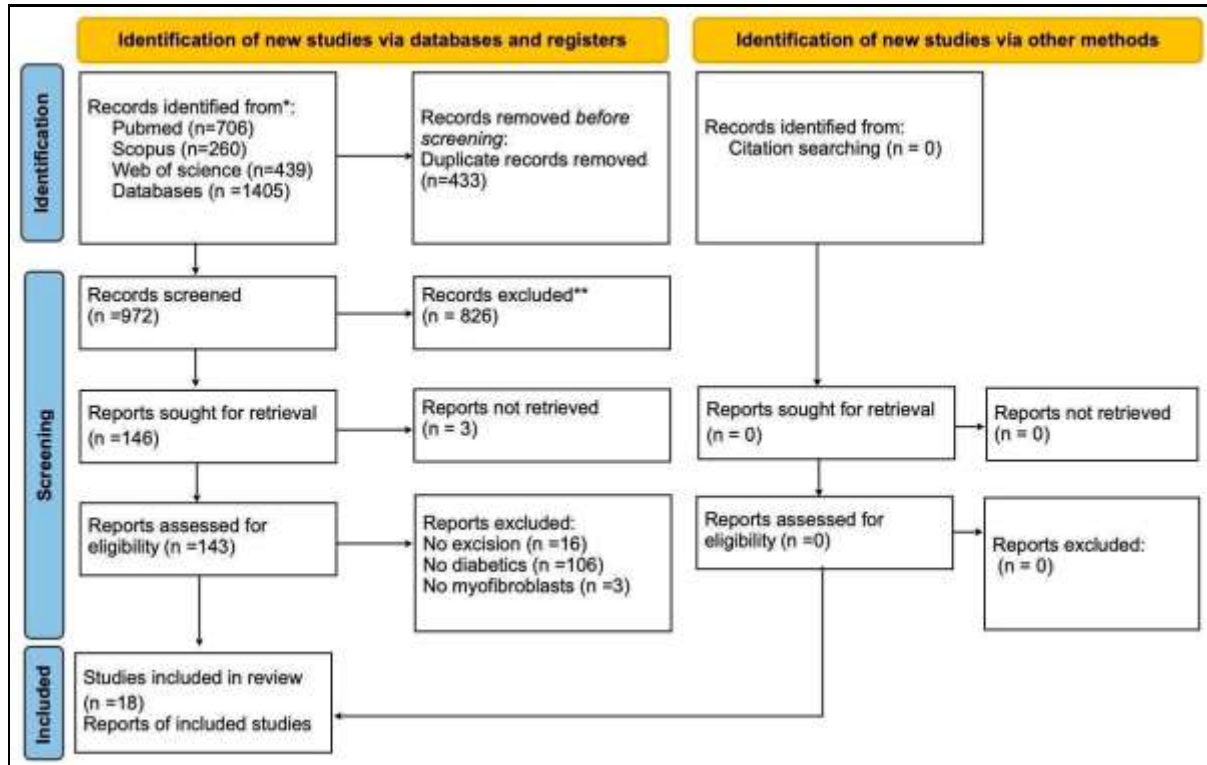 Identification of new studies via databases and registers
Identification of new studies via other methods
Identification
Records identified from*:
Pubmed (n=706)
Scopus (n=260)
Web of science (n=439)
Databases (n =1405)
Records removed before
screening:
Duplicate records removed
(n=433)
Records identified from:
Citation searching (n = 0)
Screening
Records screened
(n =972)
Records excluded**
(n = 826)
Reports sought for retrieval
(n =146)
Reports not retrieved
(n = 3)
Reports sought for retrieval
(n = 0)
Reports not retrieved
(n = 0)
Reports assessed for
eligibility (n =143)
Reports excluded:
No excision (n =16)
No diabetics (n =106)
No myofibroblasts (n =3)
Reports assessed for
eligibility (n =0)
Reports excluded:
(n = 0)
Included
Studies included in review
(n =18)
Reports of included studies